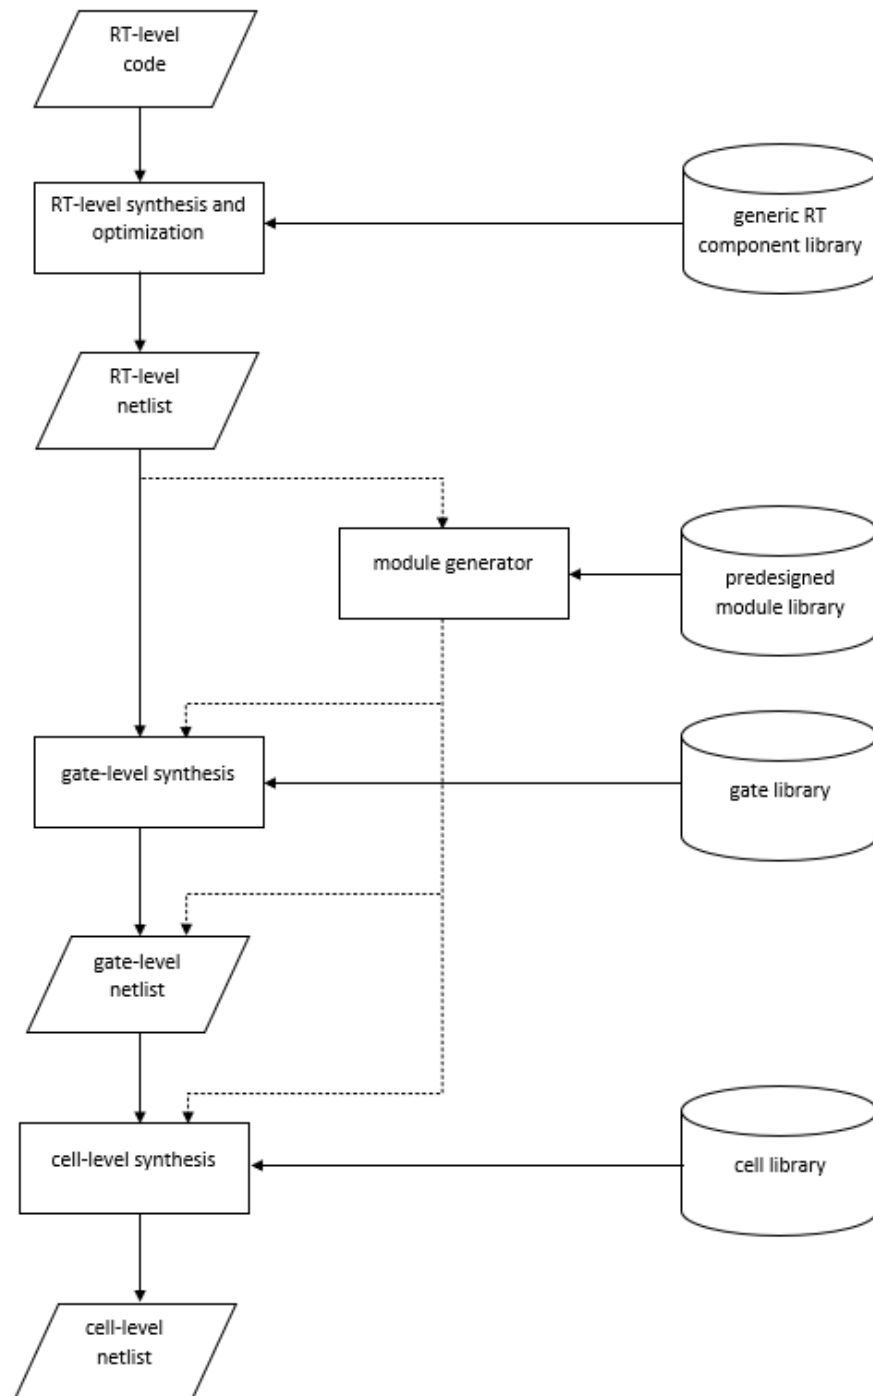 RT-level
code
RT-level synthesis and
optimization
generic RT
component library
RT-level
netlist
module generator
predesigned
module library
gate-level synthesis
gate library
gate-level
netlist
cell-level synthesis
cell library
cell-level
netlist